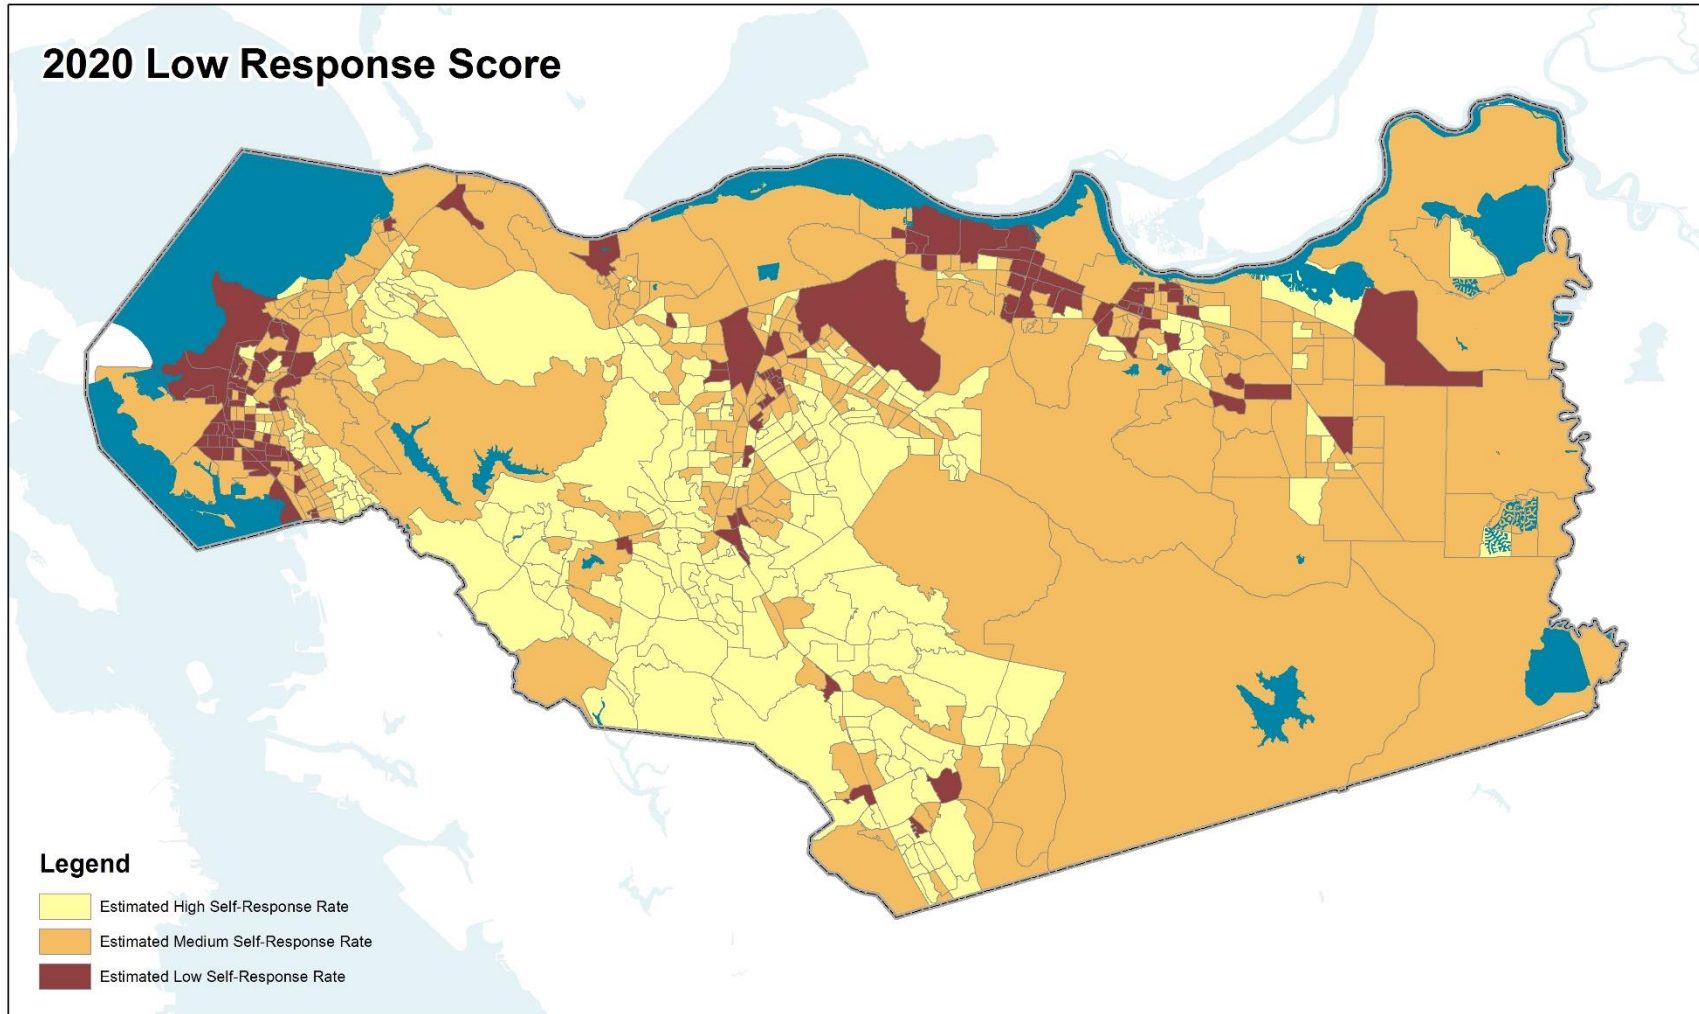 2020 Low Response Score
Legend
Estimated High Self-Response Rate
Estimated Medium Self-Response Rate
Estimated Low Self-Response Rate